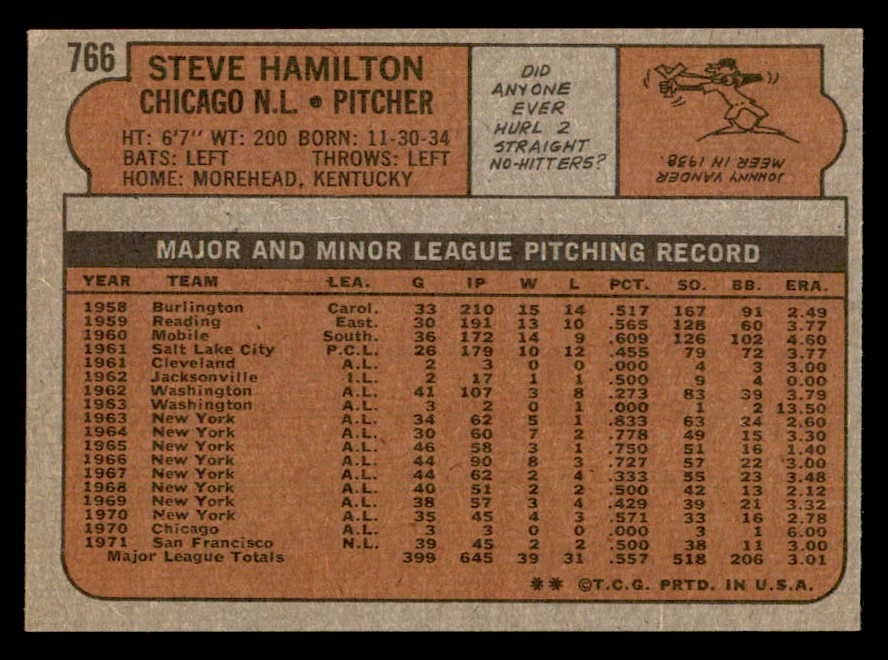 766
STEVE HAMILTON
CHICAGO N.L. • PITCHER
HT: 6'7" WT: 200 BORN: 11-30-34
BATS: LEFT THROWS: LEFT
HOME: MOREHEAD, KENTUCKY
DID
ANYONE
EVER
HURL 2
STRAIGHT
NO-HITTERS?
JOHNNY VANDER
MEER IN 1938.
MAJOR AND MINOR LEAGUE PITCHING RECORD
YEAR TEAM LEA. G IP W L PCT. SO. BB. ERA.
1958 Burlington Carol. 33 210 15 14 .517 167 91 2.49
1959 Reading East. 30 191 13 10 .565 128 60 3.77
1960 Mobile South. 36 172 14 9 .609 126 102 4.60
1961 Salt Lake City P.C.L. 26 179 10 12 .455 79 72 3.77
1961 Cleveland A.L. 2 3 0 0 .000 4 3 3.00
1962 Jacksonville I.L. 2 17 1 1 .500 9 4 0.00
1962 Washington A.L. 41 107 3 8 .273 83 39 3.79
1963 Washington A.L. 3 2 0 1 .000 1 2 13.50
1963 New York A.L. 34 62 5 1 .833 63 24 2.60
1964 New York A.L. 30 60 7 2 .778 49 15 3.30
1965 New York A.L. 46 58 3 1 .750 51 16 1.40
1966 New York A.L. 44 90 8 3 .727 57 22 3.00
1967 New York A.L. 44 62 2 4 .333 55 23 3.48
1968 New York A.L. 40 51 2 2 .500 42 13 2.12
1969 New York A.L. 38 57 3 4 .429 39 21 3.32
1970 New York A.L. 35 45 4 3 .571 33 16 2.78
1970 Chicago A.L. 3 3 0 0 .000 3 1 6.00
1971 San Francisco N.L. 39 45 2 2 .500 38 11 3.00
Major League Totals 399 645 39 31 .557 518 206 3.01
** ©T.C.G. PRTD. IN U.S.A.